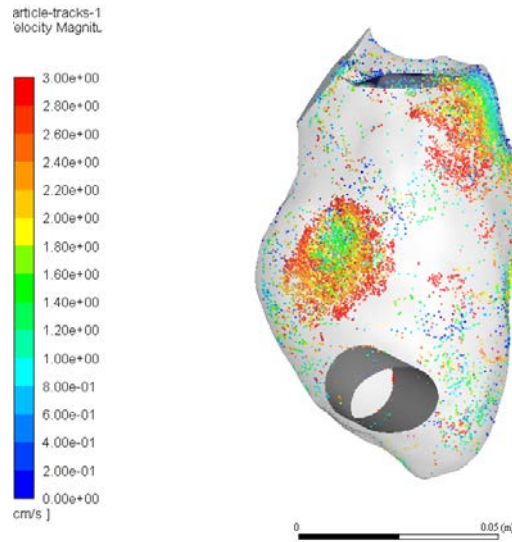 article-tracks-1
elocity Magnitu
3.00e+00
2.80e+00
2.60e+00
2.40e+00
2.20e+00
2.00e+00
1.80e+00
1.60e+00
1.40e+00
1.20e+00
1.00e+00
8.00e-01
6.00e-01
4.00e-01
2.00e-01
0.00e+00
cm/s ]
0 0.05 (m)